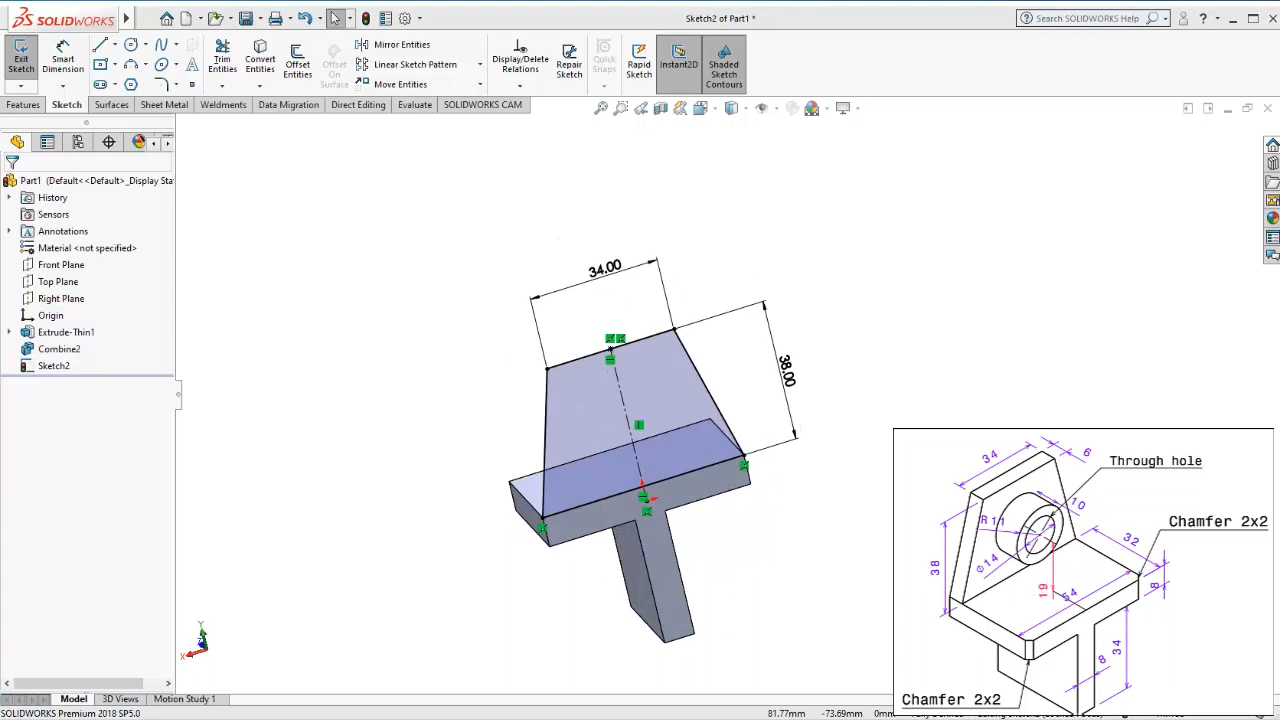 SOLIDWORKS
Sketch2 of Part1 *
Search SOLIDWORKS Help
Exit Sketch
Smart Dimension
Trim Entities
Convert Entities
Offset Entities
Offset On Surface
Mirror Entities
Linear Sketch Pattern
Move Entities
Display/Delete Relations
Repair Sketch
Quick Snaps
Rapid Sketch
Instant2D
Shaded Sketch Contours
Features
Sketch
Surfaces
Sheet Metal
Weldments
Data Migration
Direct Editing
Evaluate
SOLIDWORKS CAM
Part1 (Default<<Default>_Display Sta
History
Sensors
Annotations
Material <not specified>
Front Plane
Top Plane
Right Plane
Origin
Extrude-Thin1
Combine2
Sketch2
34.00
38.00
34
6
Through hole
10
R11
Chamfer 2x2
32
∅14
38
8
19
54
34
8
Chamfer 2x2
Y
X
Z
Model
3D Views
Motion Study 1
SOLIDWORKS Premium 2018 SP5.0
81.77mm
-73.69mm
0mm